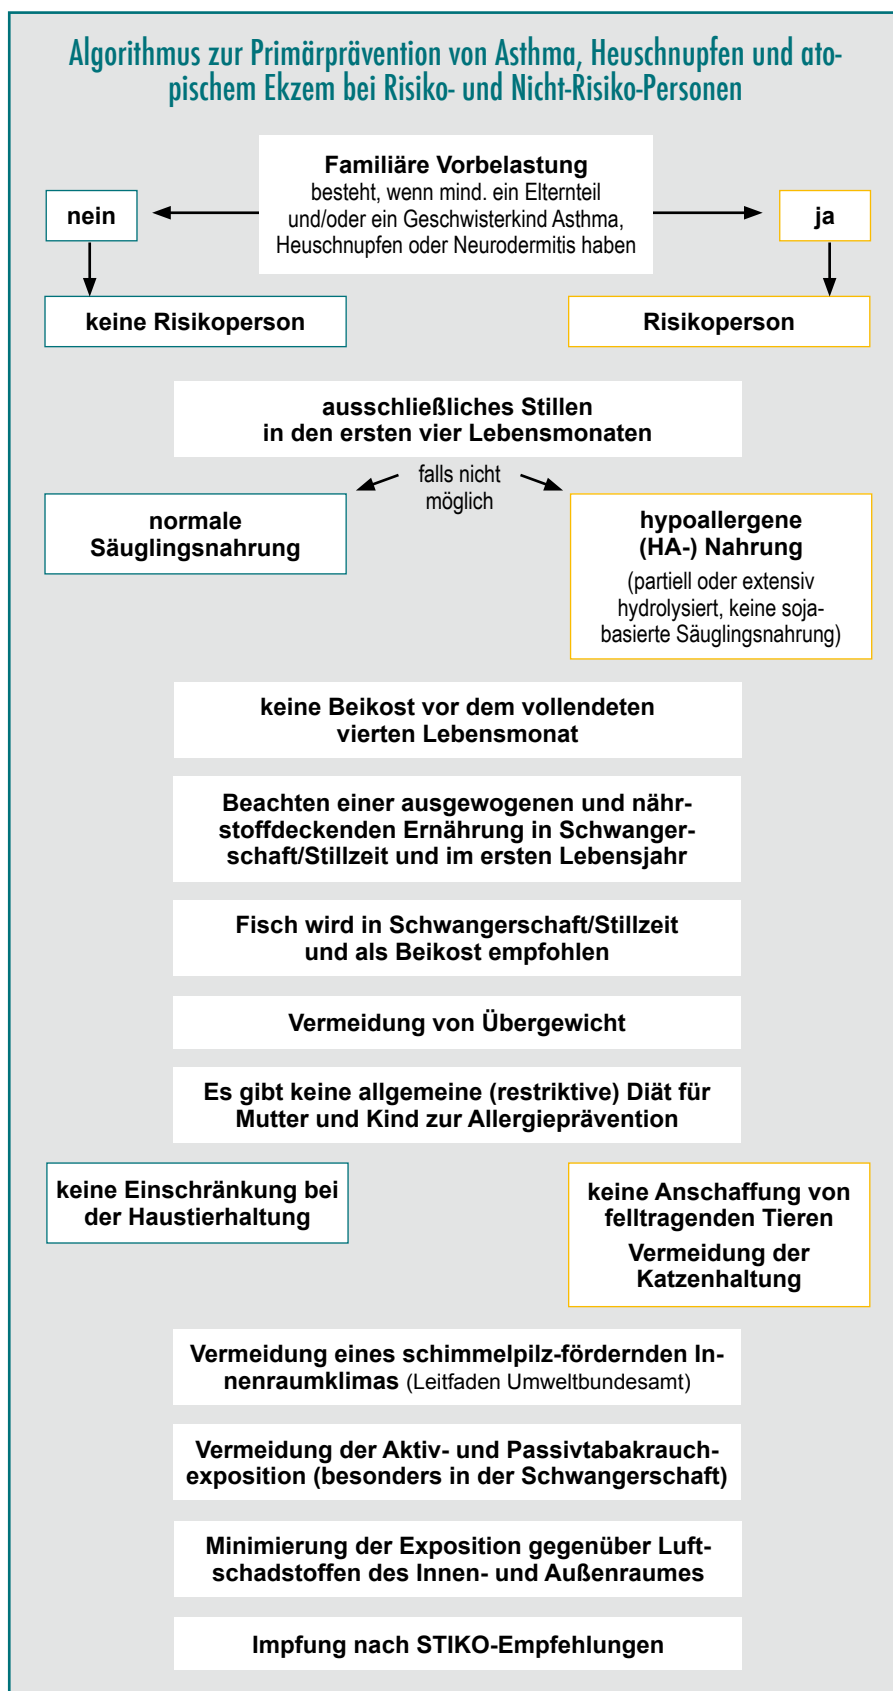 Algorithmus zur Primärprävention von Asthma, Heuschnupfen und ato-
pischem Ekzem bei Risiko- und Nicht-Risiko-Personen
Familiäre Vorbelastung
besteht, wenn mind. ein Elternteil
und/oder ein Geschwisterkind Asthma,
Heuschnupfen oder Neurodermitis haben
nein
ja
keine Risikoperson
Risikoperson
ausschließliches Stillen
in den ersten vier Lebensmonaten
falls nicht
möglich
normale
Säuglingsnahrung
hypoallergene
(HA-) Nahrung
(partiell oder extensiv
hydrolysiert, keine soja-
basierte Säuglingsnahrung)
keine Beikost vor dem vollendeten
vierten Lebensmonat
Beachten einer ausgewogenen und nähr-
stoffdeckenden Ernährung in Schwanger-
schaft/Stillzeit und im ersten Lebensjahr
Fisch wird in Schwangerschaft/Stillzeit
und als Beikost empfohlen
Vermeidung von Übergewicht
Es gibt keine allgemeine (restriktive) Diät für
Mutter und Kind zur Allergieprävention
keine Einschränkung bei
der Haustierhaltung
keine Anschaffung von
felltragenden Tieren
Vermeidung der
Katzenhaltung
Vermeidung eines schimmelpilz-fördernden In-
nenraumklimas (Leitfaden Umweltbundesamt)
Vermeidung der Aktiv- und Passivtabakrauch-
exposition (besonders in der Schwangerschaft)
Minimierung der Exposition gegenüber Luft-
schadstoffen des Innen- und Außenraumes
Impfung nach STIKO-Empfehlungen